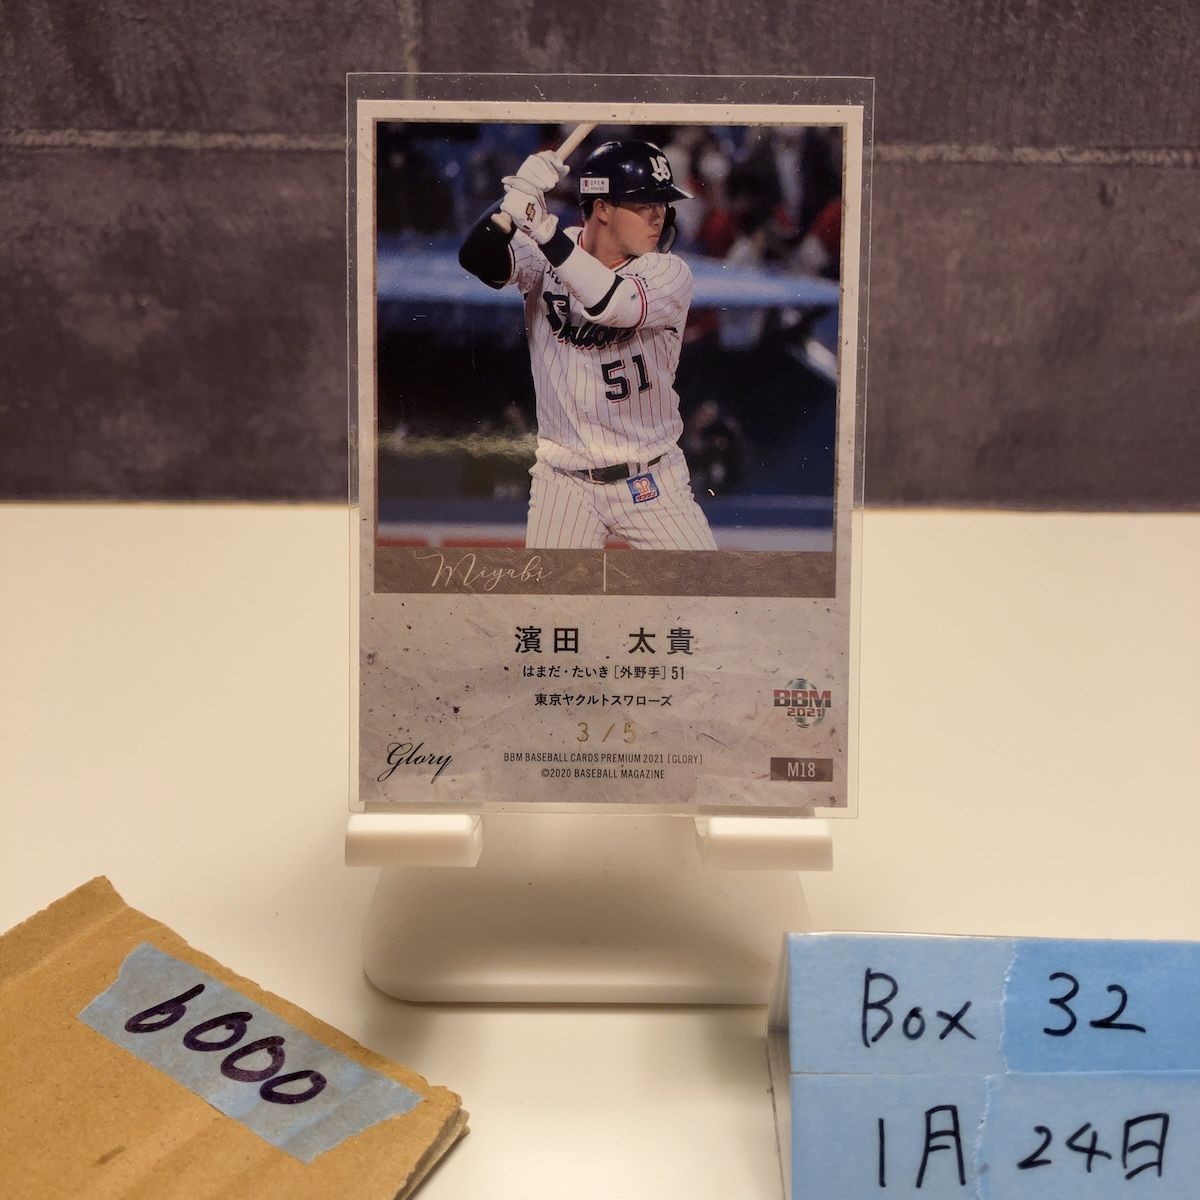 OPEN HOUSE
YS
Swallows
51
Miyabi
濱田 太貴
はまだ・たいき [外野手] 51
東京ヤクルトスワローズ
3/5
BBM
2021
Glory
BBM BASEBALL CARDS PREMIUM 2021 [GLORY]
©2020 BASEBALL MAGAZINE
M18
6000
Box 32
1月 24日